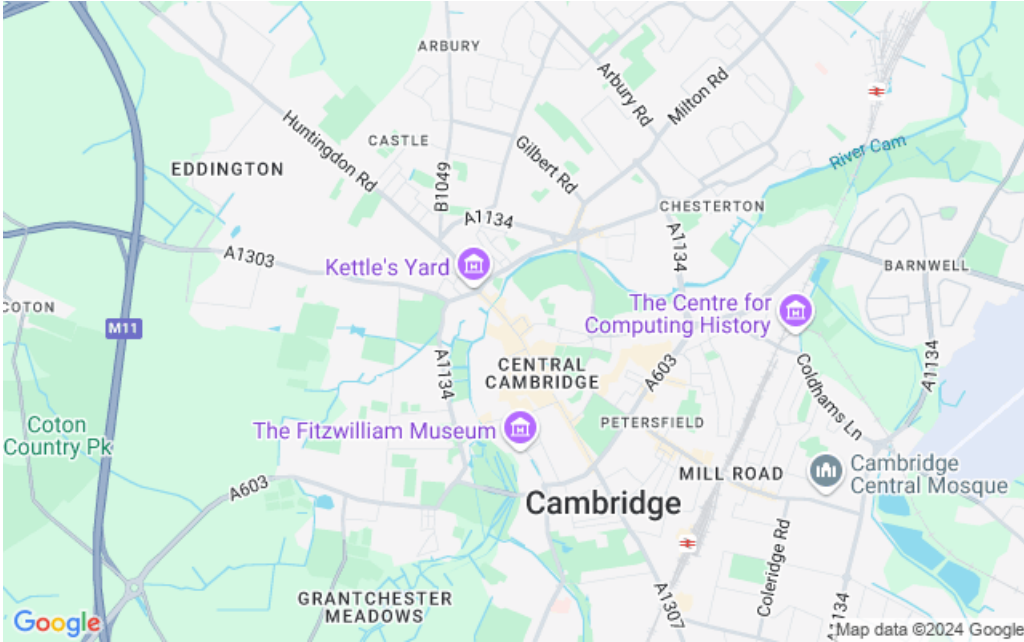 ARBURY
Arbury Rd
Milton Rd
Huntingdon Rd
CASTLE
Gilbert Rd
River Cam
EDDINGTON
B1049
CHESTERTON
A1134
A1134
A1303
Kettle's Yard
BARNWELL
COTON
The Centre for
Computing History
M11
A1134
CENTRAL
CAMBRIDGE
A603
A1134
Coldhams Ln
Coton
Country Pk
The Fitzwilliam Museum
PETERSFIELD
MILL ROAD
Cambridge
Central Mosque
A603
Cambridge
Coleridge Rd
GRANTCHESTER
MEADOWS
A1307
A1134
Google
Map data ©2024 Google